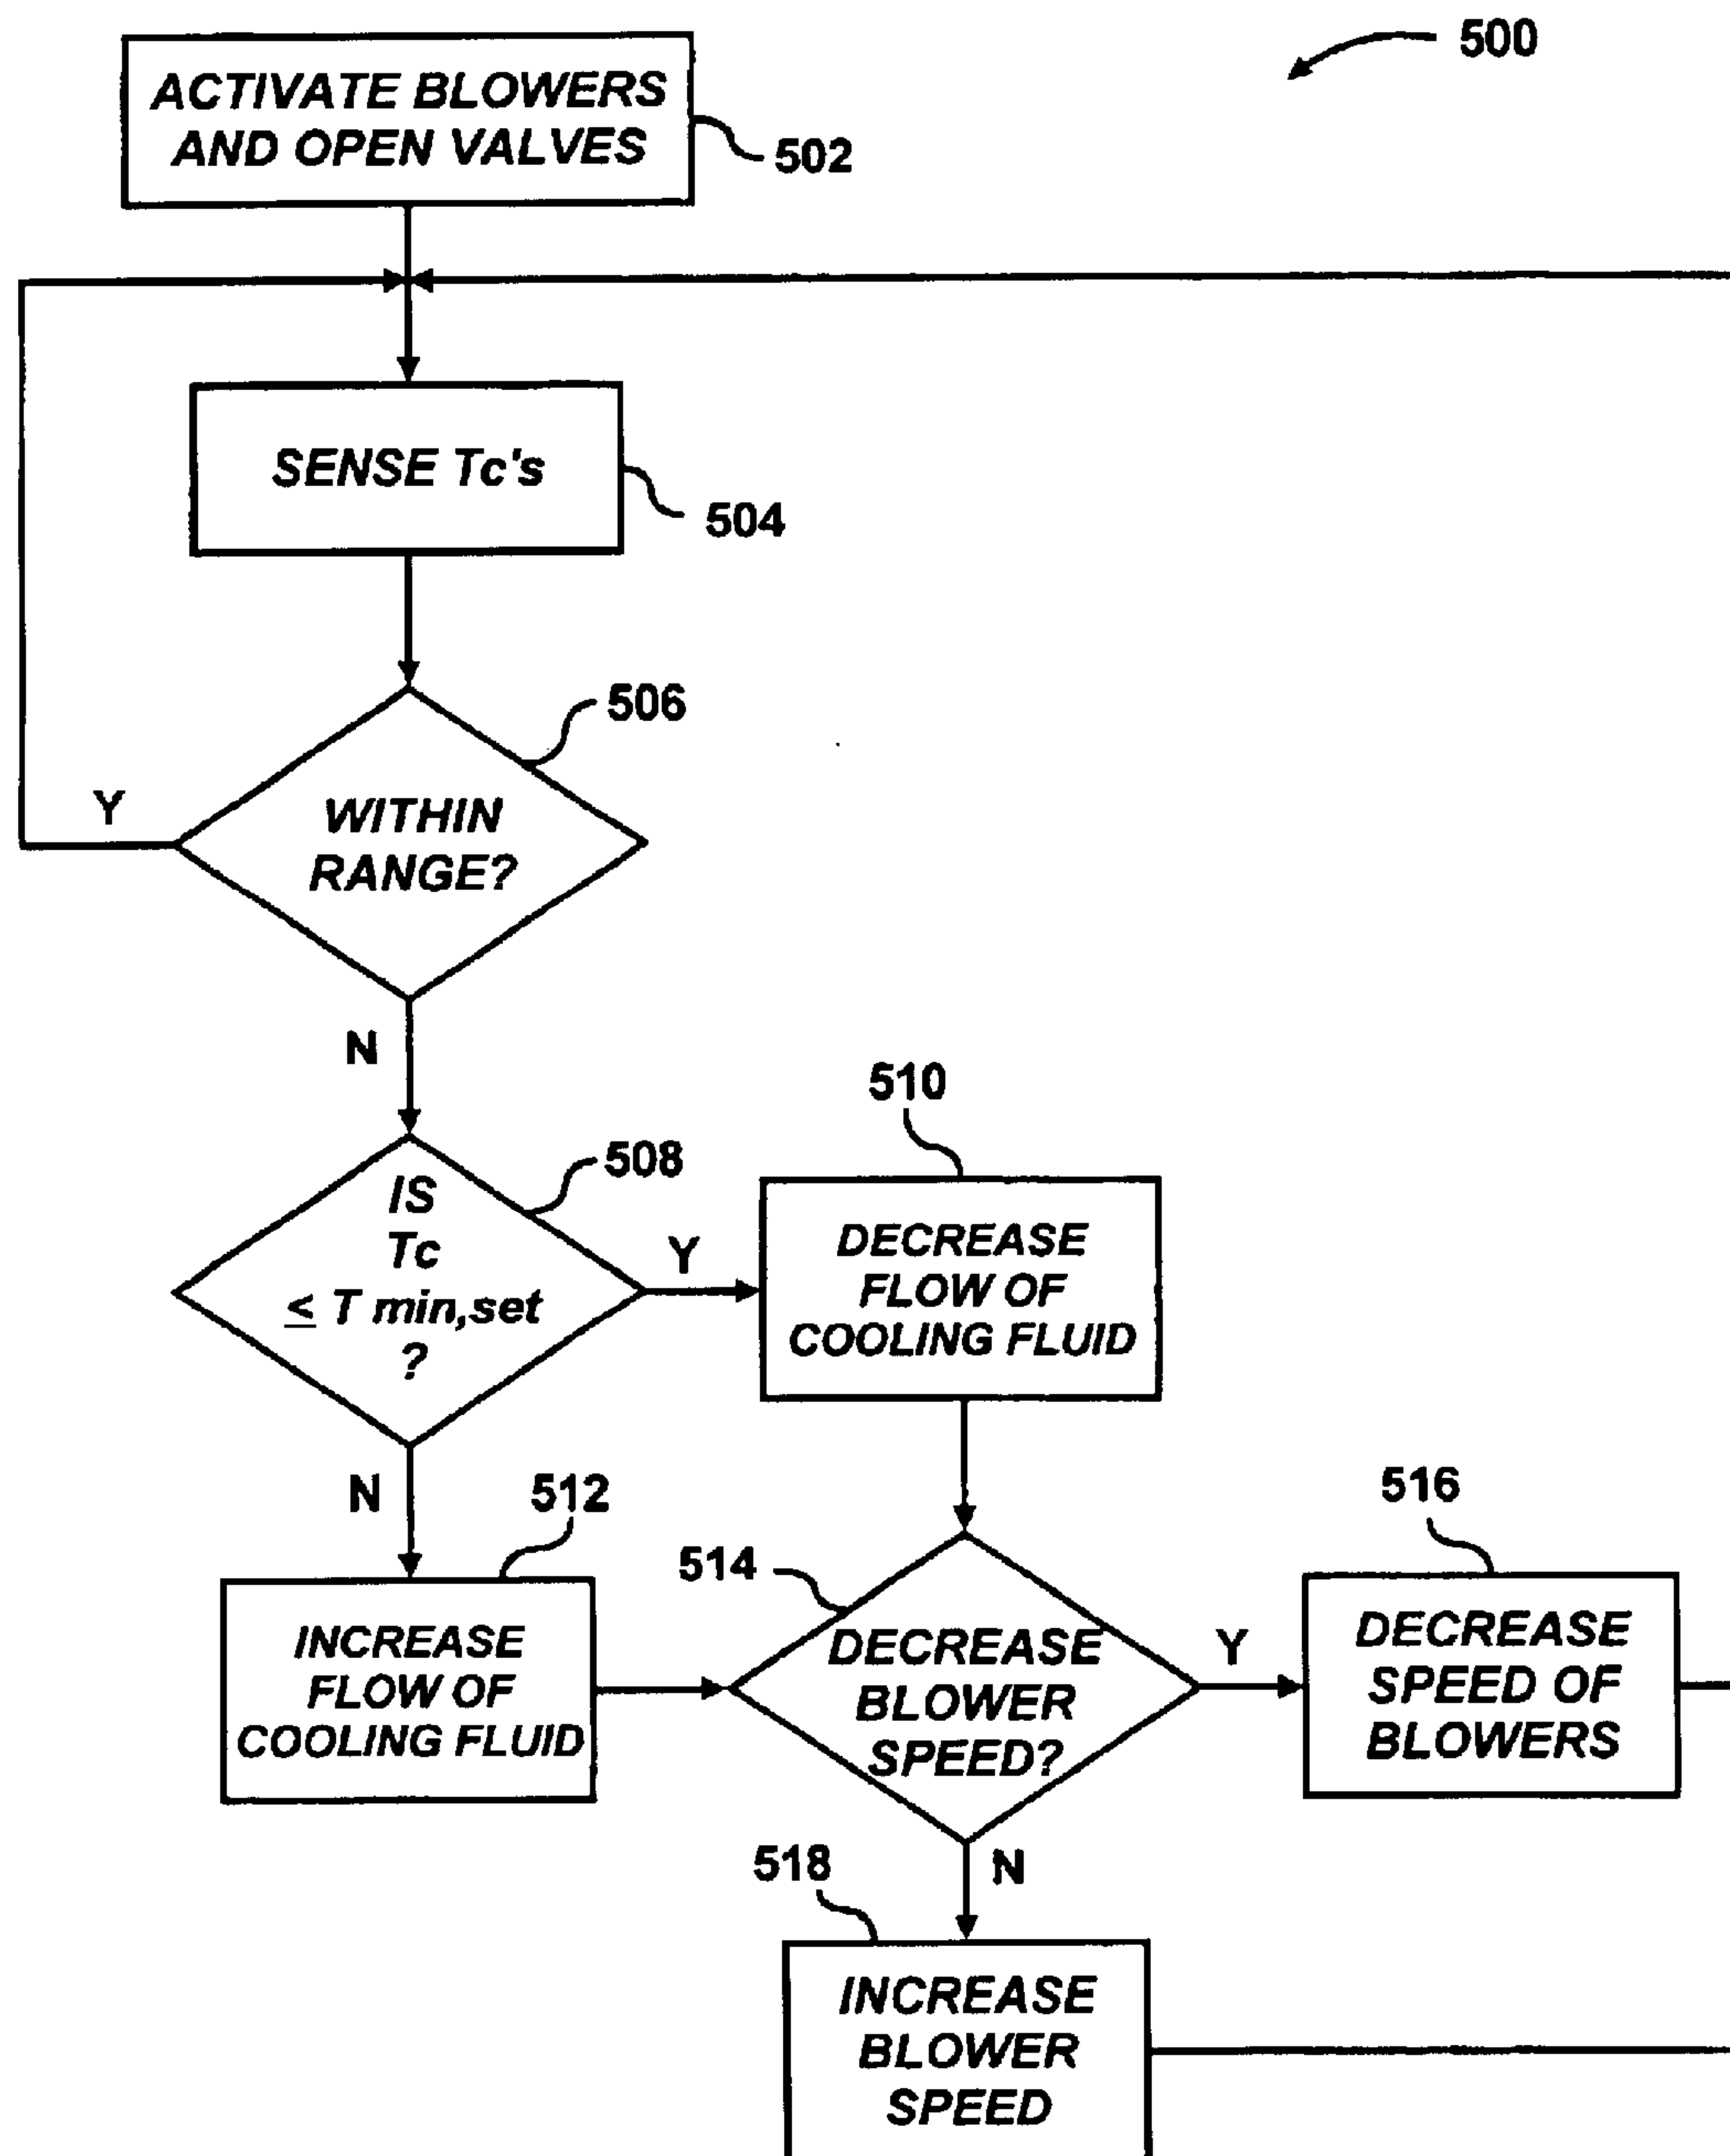 500
ACTIVATE BLOWERS
AND OPEN VALVES
502
SENSE Tc's
504
506
Y
WITHIN
RANGE?
N
508
IS
Tc
≤ T min,set
?
Y
510
DECREASE
FLOW OF
COOLING FLUID
N
512
INCREASE
FLOW OF
COOLING FLUID
514
DECREASE
BLOWER
SPEED?
Y
516
DECREASE
SPEED OF
BLOWERS
N
518
INCREASE
BLOWER
SPEED